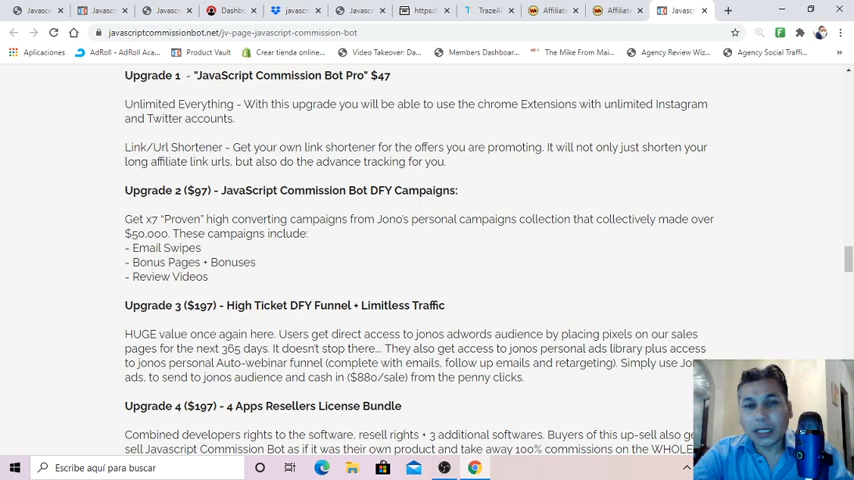 Javasc
Javasc
Javascr
Dashbo
javascr
Javascr
https:/
TrazeA
Affiliate
Affiliate
Javascr
javascriptcommissionbot.net/jv-page-javascript-commission-bot
Aplicaciones
AdRoll - AdRoll Aca...
Product Vault
Crear tienda online...
Video Takeover: Da...
Members Dashboar...
The Mike From Mai...
Agency Review Wiz...
Agency Social Traffi...
Upgrade 1 - "JavaScript Commission Bot Pro" $47
Unlimited Everything - With this upgrade you will be able to use the chrome Extensions with unlimited Instagram
and Twitter accounts.
Link/Url Shortener - Get your own link shortener for the offers you are promoting. It will not only just shorten your
long affiliate link urls, but also do the advance tracking for you.
Upgrade 2 ($97) - JavaScript Commission Bot DFY Campaigns:
Get x7 “Proven” high converting campaigns from Jono's personal campaigns collection that collectively made over
$50,000. These campaigns include:
- Email Swipes
- Bonus Pages + Bonuses
- Review Videos
Upgrade 3 ($197) - High Ticket DFY Funnel + Limitless Traffic
HUGE value once again here. Users get direct access to jonos adwords audience by placing pixels on our sales
pages for the next 365 days. It doesn't stop there.... They also get access to jonos personal ads library plus access
to jonos personal Auto-webinar funnel (complete with emails, follow up emails and retargeting). Simply use Jon
ads, to send to jonos audience and cash in ($880/sale) from the penny clicks.
Upgrade 4 ($197) - 4 Apps Resellers License Bundle
Combined developers rights to the software, resell rights + 3 additional softwares. Buyers of this up-sell also ge
sell Javascript Commission Bot as if it was their own product and take away 100% commissions on the WHOLE
Escribe aquí para buscar